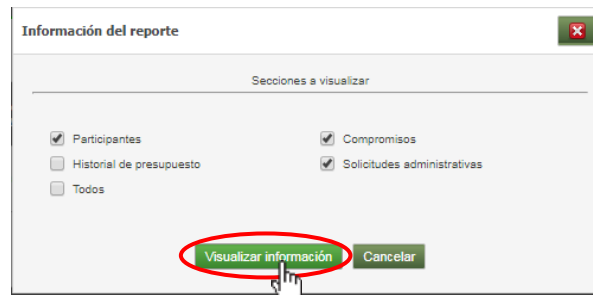 Información del reporte
Secciones a visualizar
Participantes
Compromisos
Historial de presupuesto
Solicitudes administrativas
Todos
Visualizar información
Cancelar